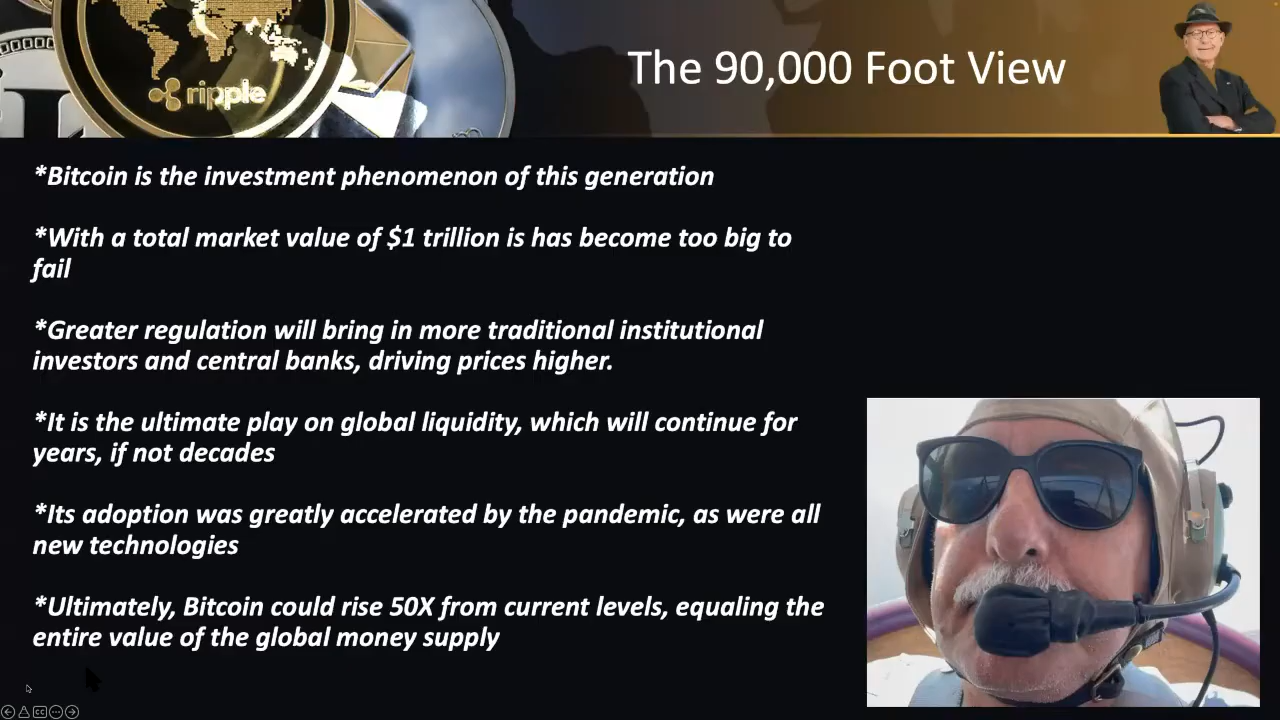 ripple
The 90,000 Foot View
*Bitcoin is the investment phenomenon of this generation
*With a total market value of $1 trillion is has become too big to
fail
*Greater regulation will bring in more traditional institutional
investors and central banks, driving prices higher.
*It is the ultimate play on global liquidity, which will continue for
years, if not decades
*Its adoption was greatly accelerated by the pandemic, as were all
new technologies
*Ultimately, Bitcoin could rise 50X from current levels, equaling the
entire value of the global money supply
CC